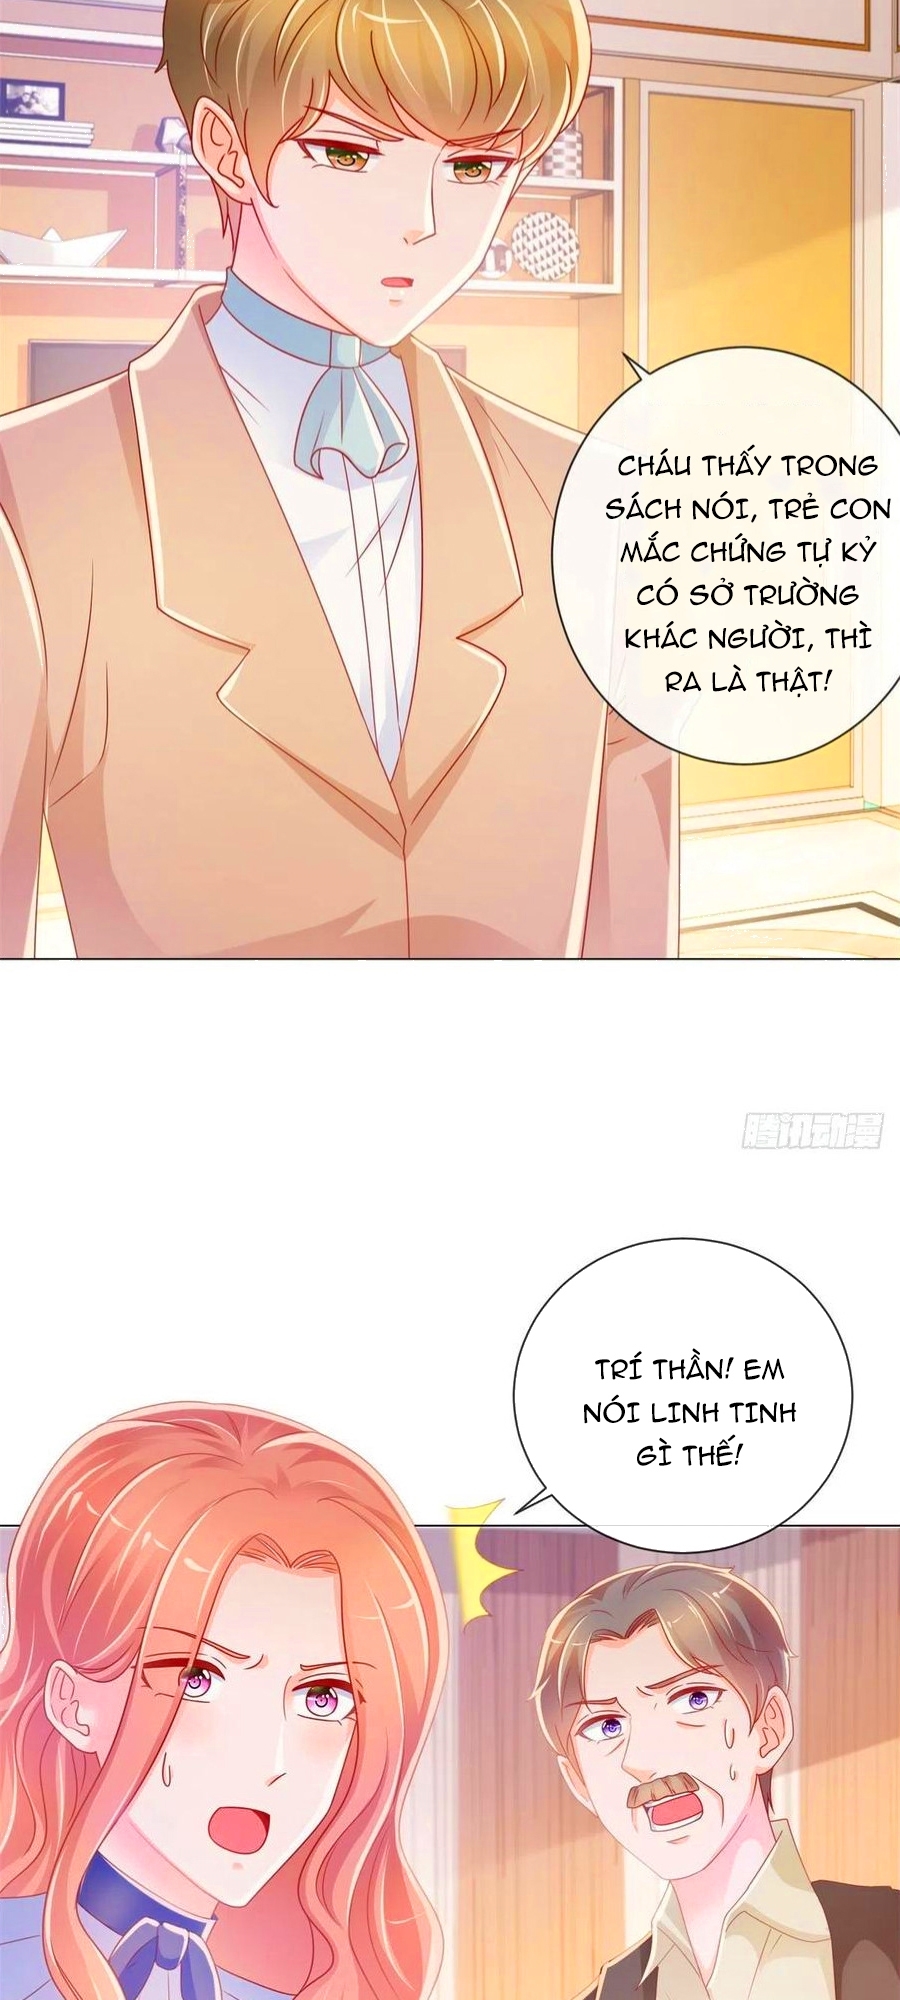 CHÁU THẤY TRONG
SÁCH NÓI, TRẺ CON
MẮC CHỨNG TỰ KỶ
CÓ SỞ TRƯỜNG
KHÁC NGƯỜI, THÌ
RA LÀ THẬT!
腾讯动漫
TRÍ THẦN! EM
NÓI LINH TINH
GÌ THẾ!